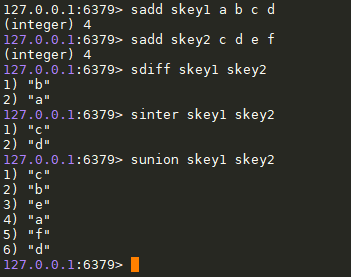 127.0.0.1:6379> sadd skey1 a b c d
(integer) 4
127.0.0.1:6379> sadd skey2 c d e f
(integer) 4
127.0.0.1:6379> sdiff skey1 skey2
1) "b"
2) "a"
127.0.0.1:6379> sinter skey1 skey2
1) "c"
2) "d"
127.0.0.1:6379> sunion skey1 skey2
1) "c"
2) "b"
3) "e"
4) "a"
5) "f"
6) "d"
127.0.0.1:6379>